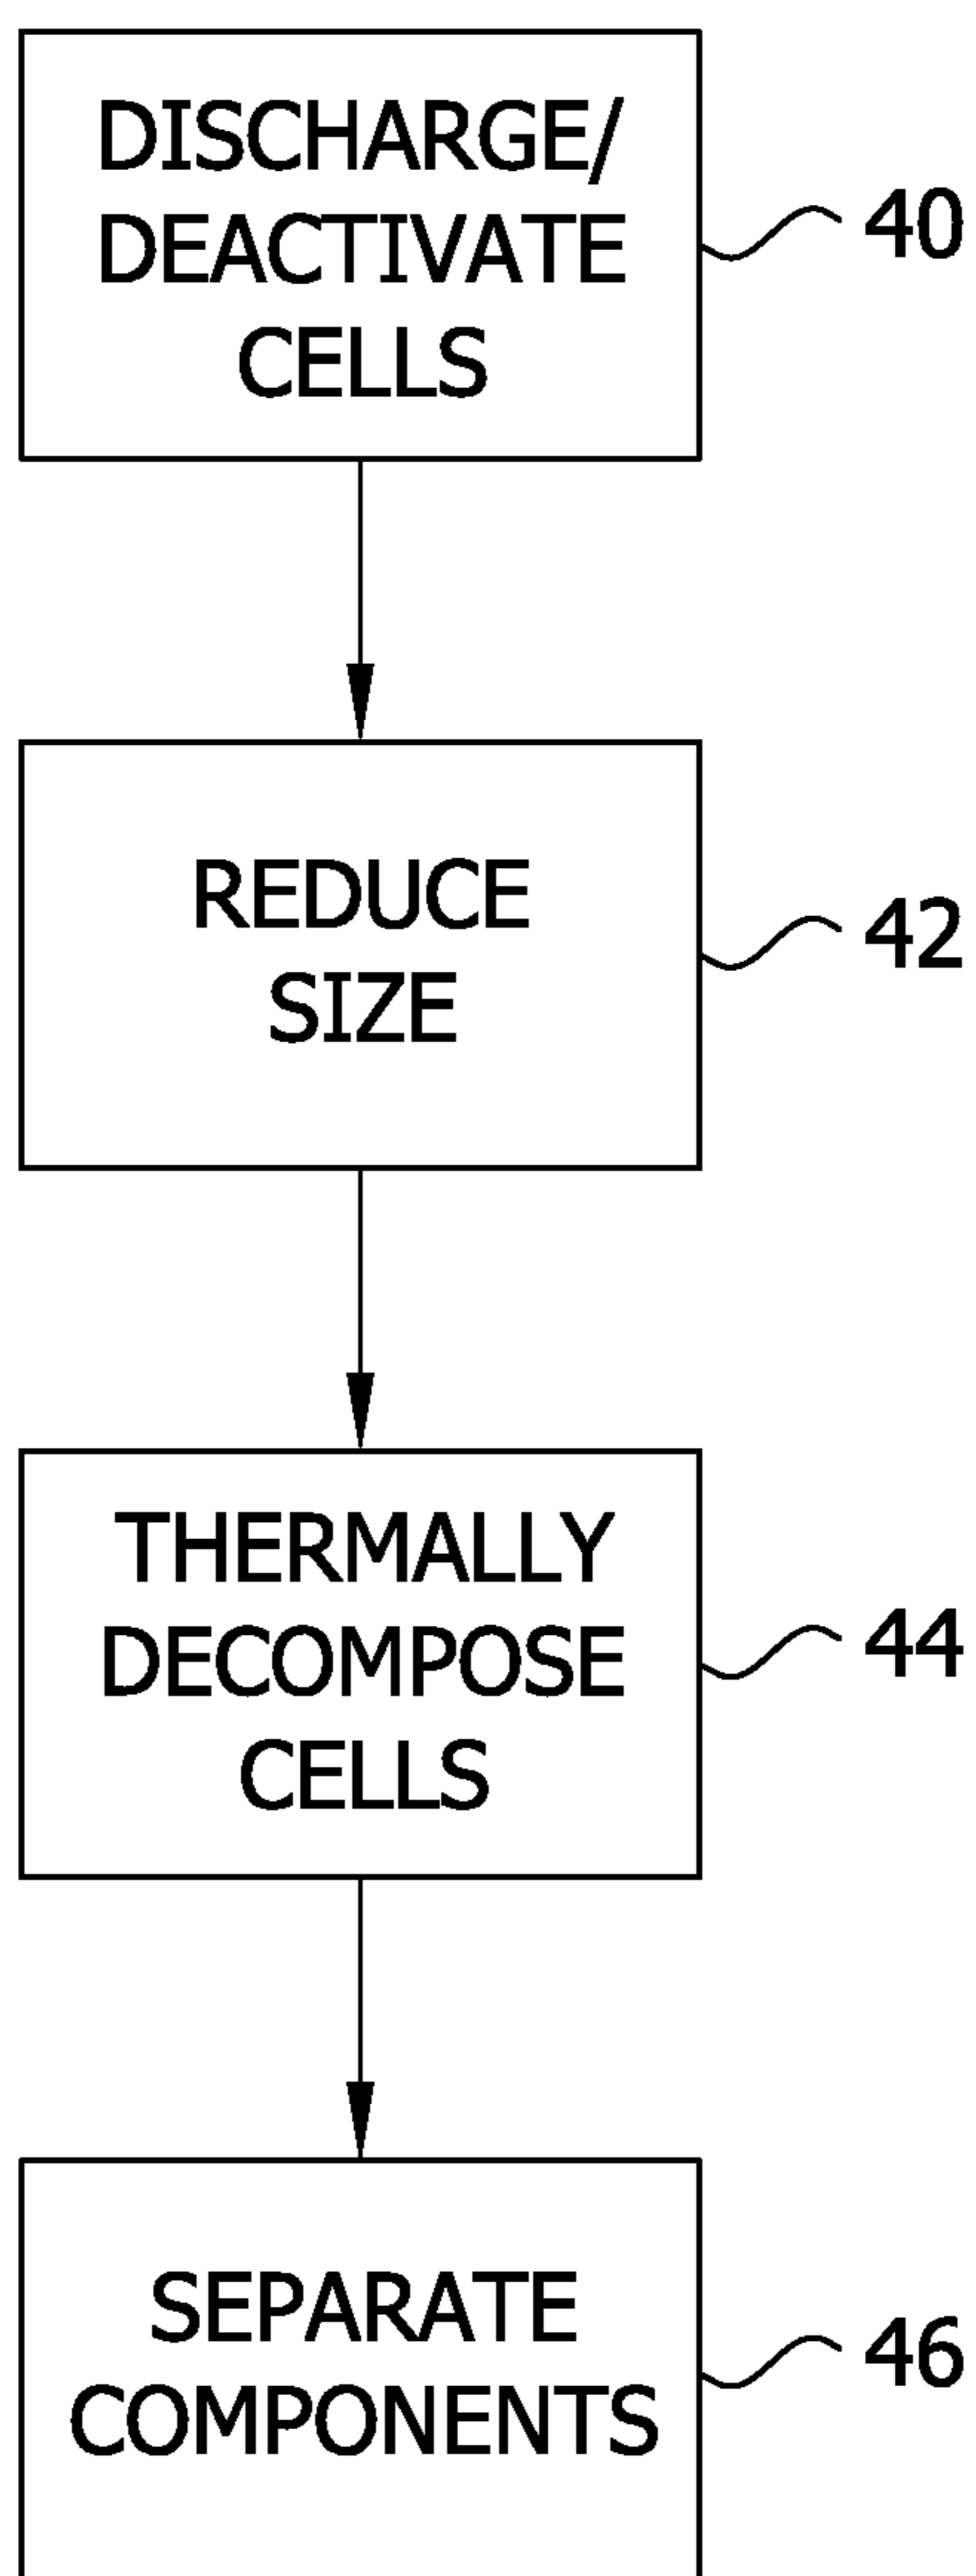 DISCHARGE/
DEACTIVATE
CELLS
40
REDUCE
SIZE
42
THERMALLY
DECOMPOSE
CELLS
44
SEPARATE
COMPONENTS
46